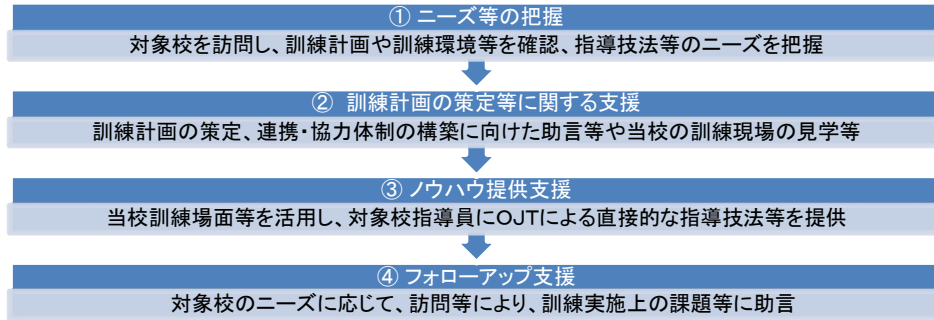 ① ニーズ等の把握
対象校を訪問し、訓練計画や訓練環境等を確認、指導技法等のニーズを把握
② 訓練計画の策定等に関する支援
訓練計画の策定、連携・協力体制の構築に向けた助言等や当校の訓練現場の見学等
③ ノウハウ提供支援
当校訓練場面等を活用し、対象校指導員にOJTによる直接的な指導技法等を提供
④ フォローアップ支援
対象校のニーズに応じて、訪問等により、訓練実施上の課題等に助言